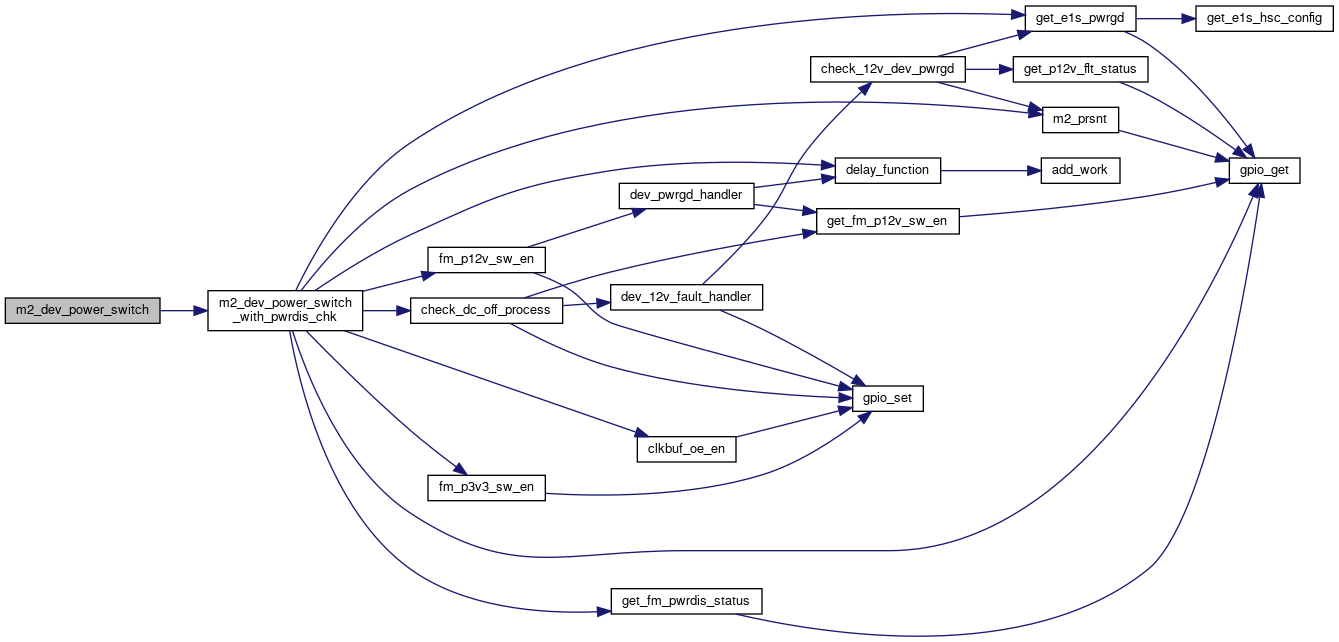 get_e1s_pwrgd
get_e1s_hsc_config
check_12v_dev_pwrgd
get_p12v_flt_status
m2_prsnt
delay_function
add_work
gpio_get
dev_pwrgd_handler
get_fm_p12v_sw_en
fm_p12v_sw_en
m2_dev_power_switch
m2_dev_power_switch
_with_pwrdis_chk
check_dc_off_process
dev_12v_fault_handler
gpio_set
clkbuf_oe_en
fm_p3v3_sw_en
get_fm_pwrdis_status